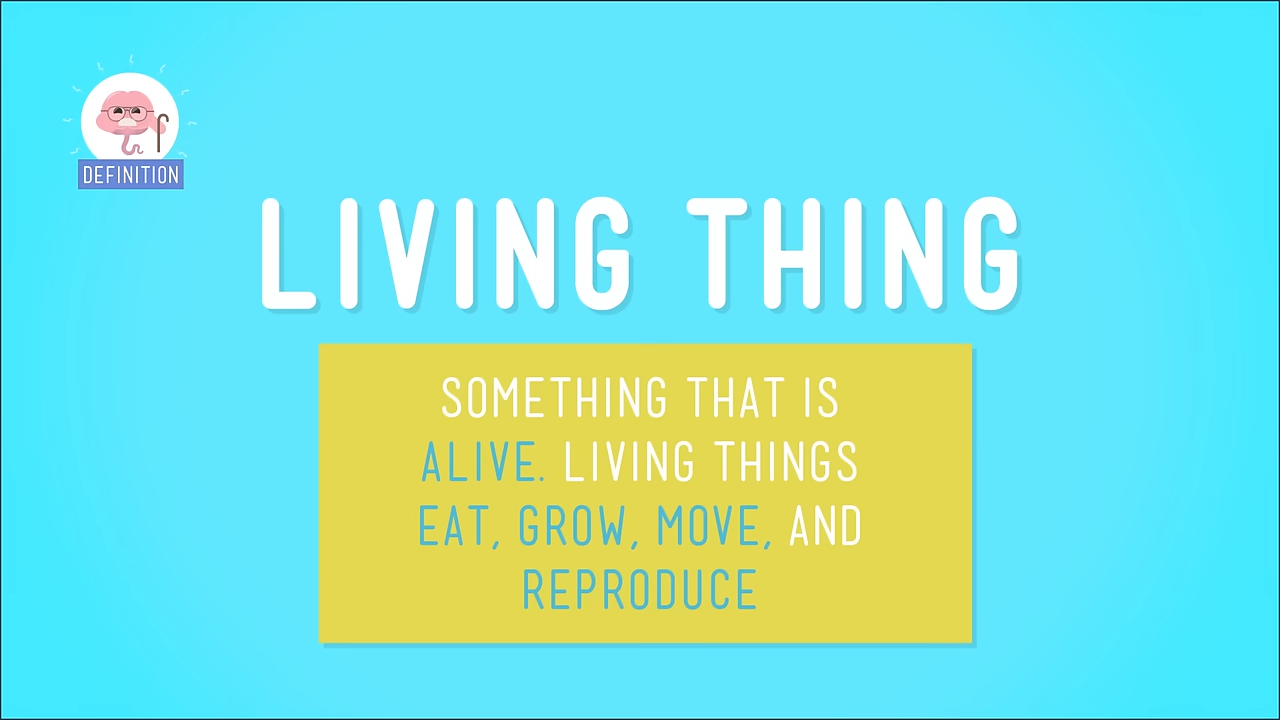 DEFINITION
LIVING THING
SOMETHING THAT IS
ALIVE. LIVING THINGS
EAT, GROW, MOVE, AND
REPRODUCE